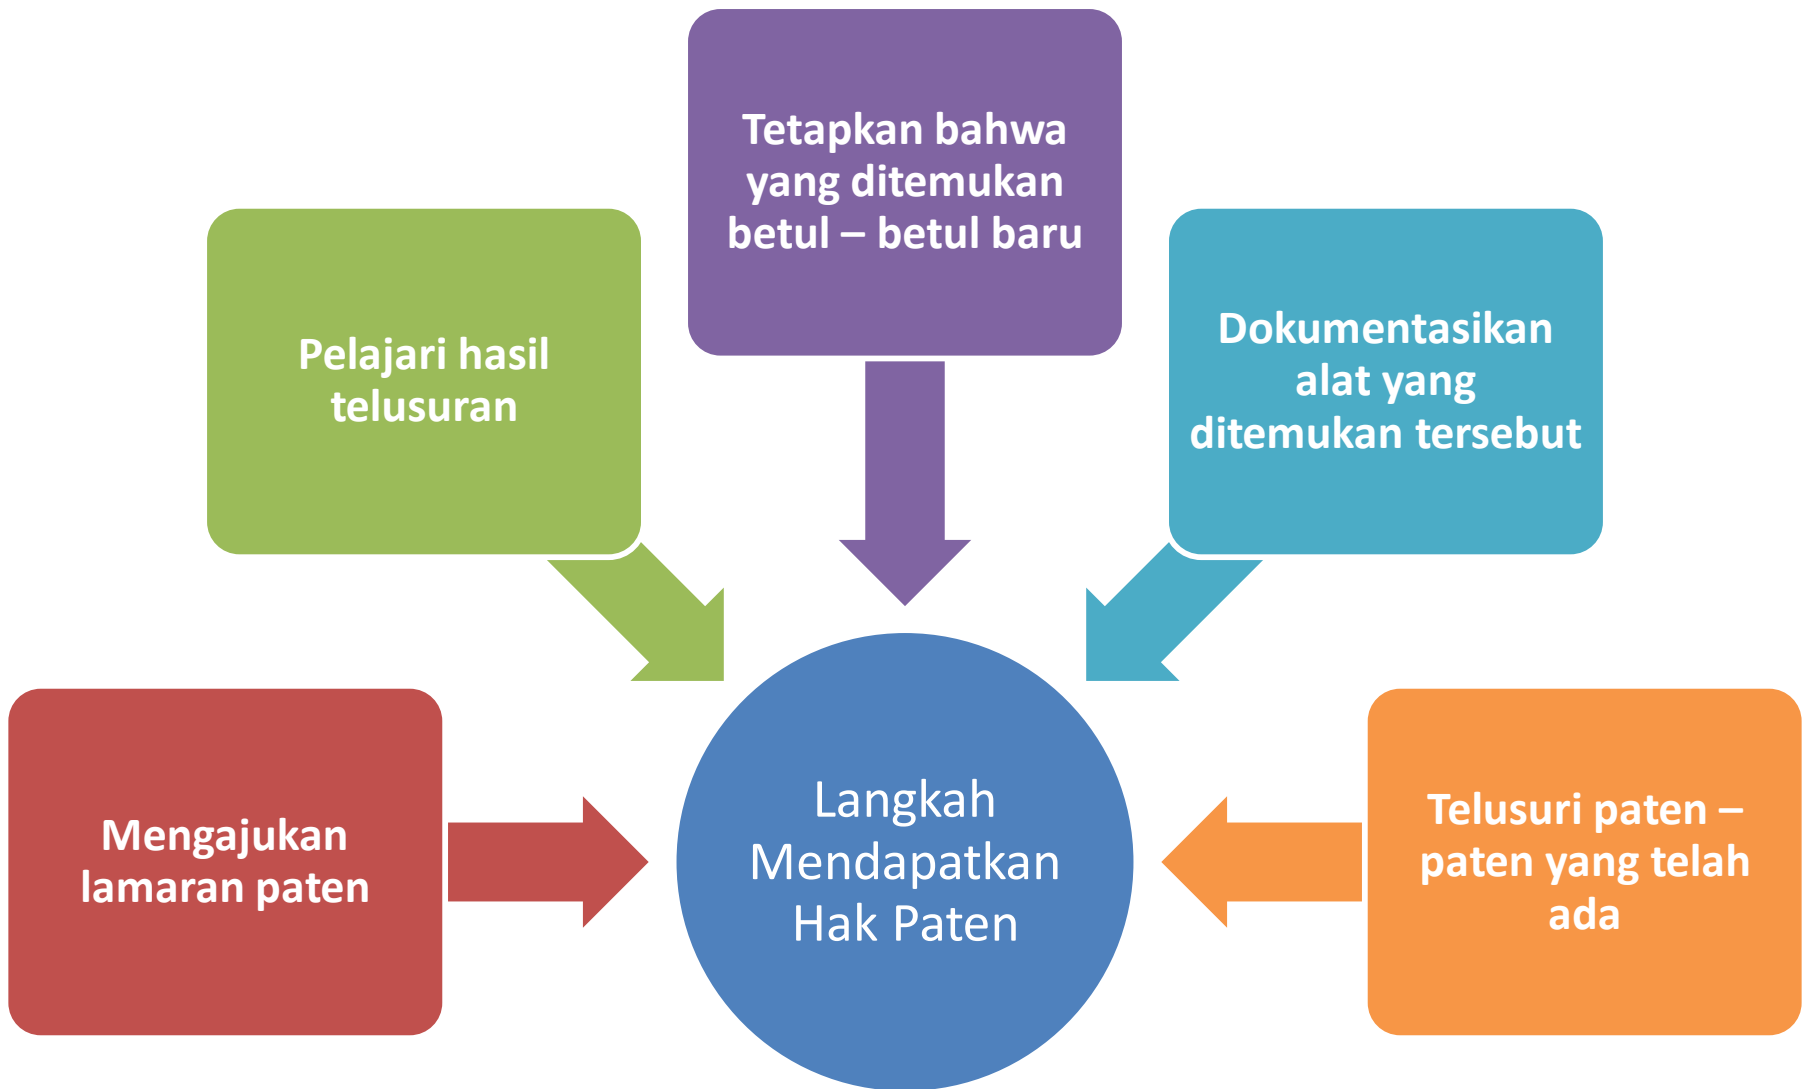 Tetapkan bahwa
yang ditemukan
betul – betul baru
Pelajari hasil
telusuran
Dokumentasikan
alat yang
ditemukan tersebut
Mengajukan
lamaran paten
Langkah
Mendapatkan
Hak Paten
Telusuri paten –
paten yang telah
ada